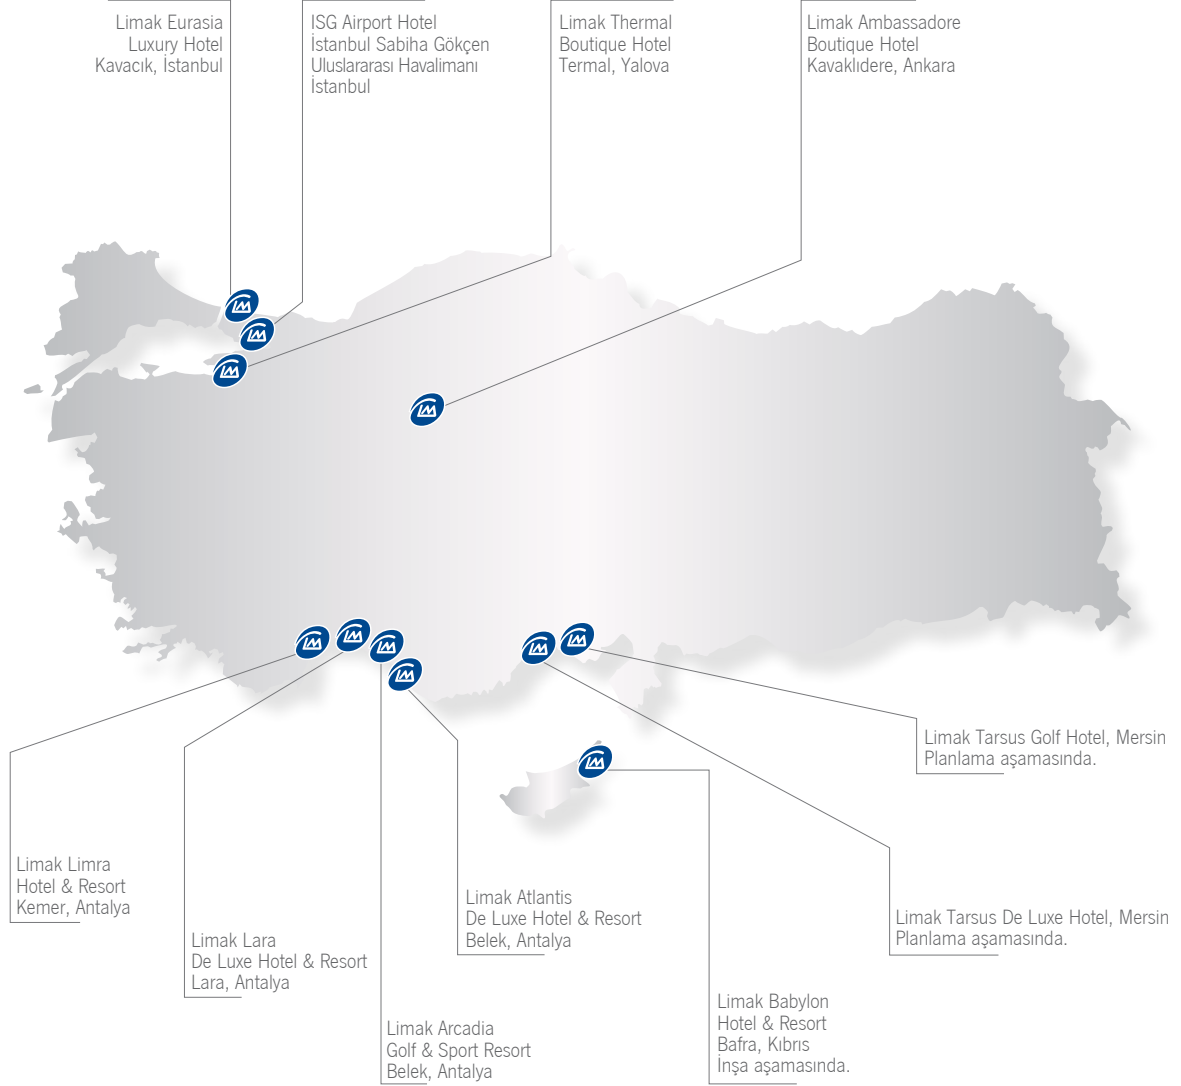 Limak Eurasia
Luxury Hotel
Kavacık, İstanbul
ISG Airport Hotel
İstanbul Sabiha Gökçen
Uluslararası Havalimanı
İstanbul
Limak Thermal
Boutique Hotel
Termal, Yalova
Limak Ambassadore
Boutique Hotel
Kavaklıdere, Ankara
Limak Tarsus Golf Hotel, Mersin
Planlama aşamasında.
Limak Limra
Hotel & Resort
Kemer, Antalya
Limak Lara
De Luxe Hotel & Resort
Lara, Antalya
Limak Atlantis
De Luxe Hotel & Resort
Belek, Antalya
Limak Tarsus De Luxe Hotel, Mersin
Planlama aşamasında.
Limak Arcadia
Golf & Sport Resort
Belek, Antalya
Limak Babylon
Hotel & Resort
Bafra, Kıbrıs
İnşa aşamasında.